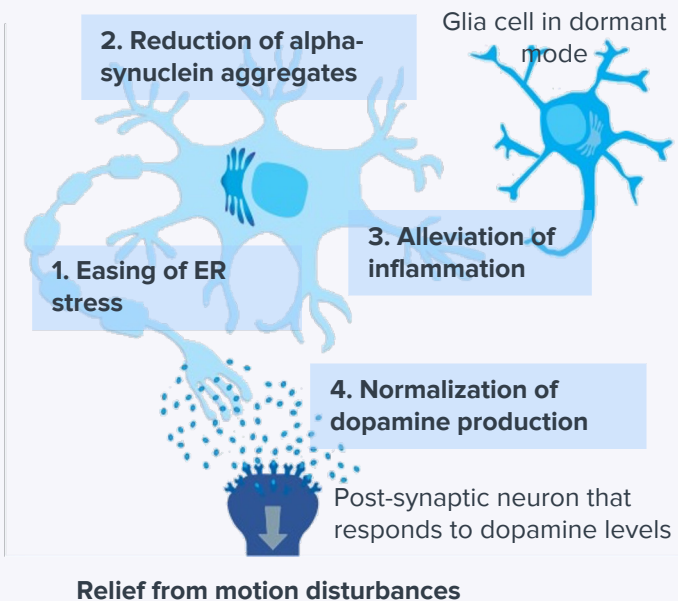 Glia cell in dormant
mode
2. Reduction of alpha-
synuclein aggregates
3. Alleviation of
inflammation
1. Easing of ER
stress
4. Normalization of
dopamine production
Post-synaptic neuron that
responds to dopamine levels
Relief from motion disturbances